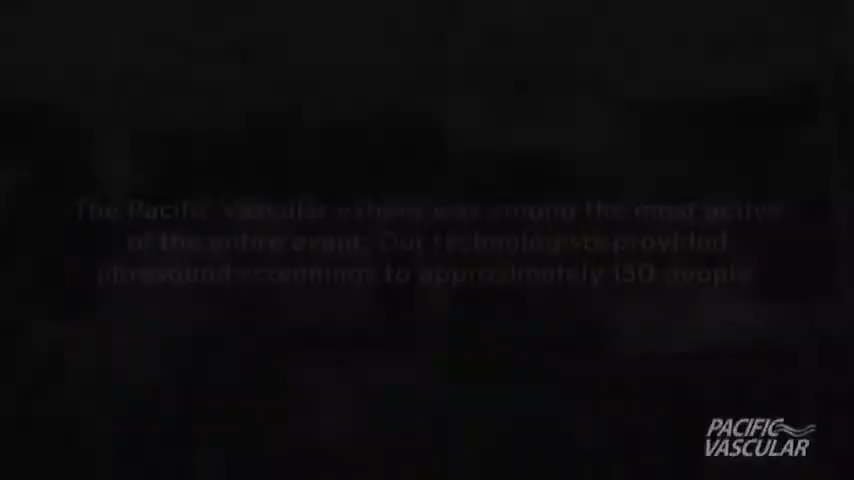 The Pacific Vascular exhibit was among the most active
of the entire event. Our technologists provided
ultrasound screenings to approximately 150 people
PACIFIC
VASCULAR